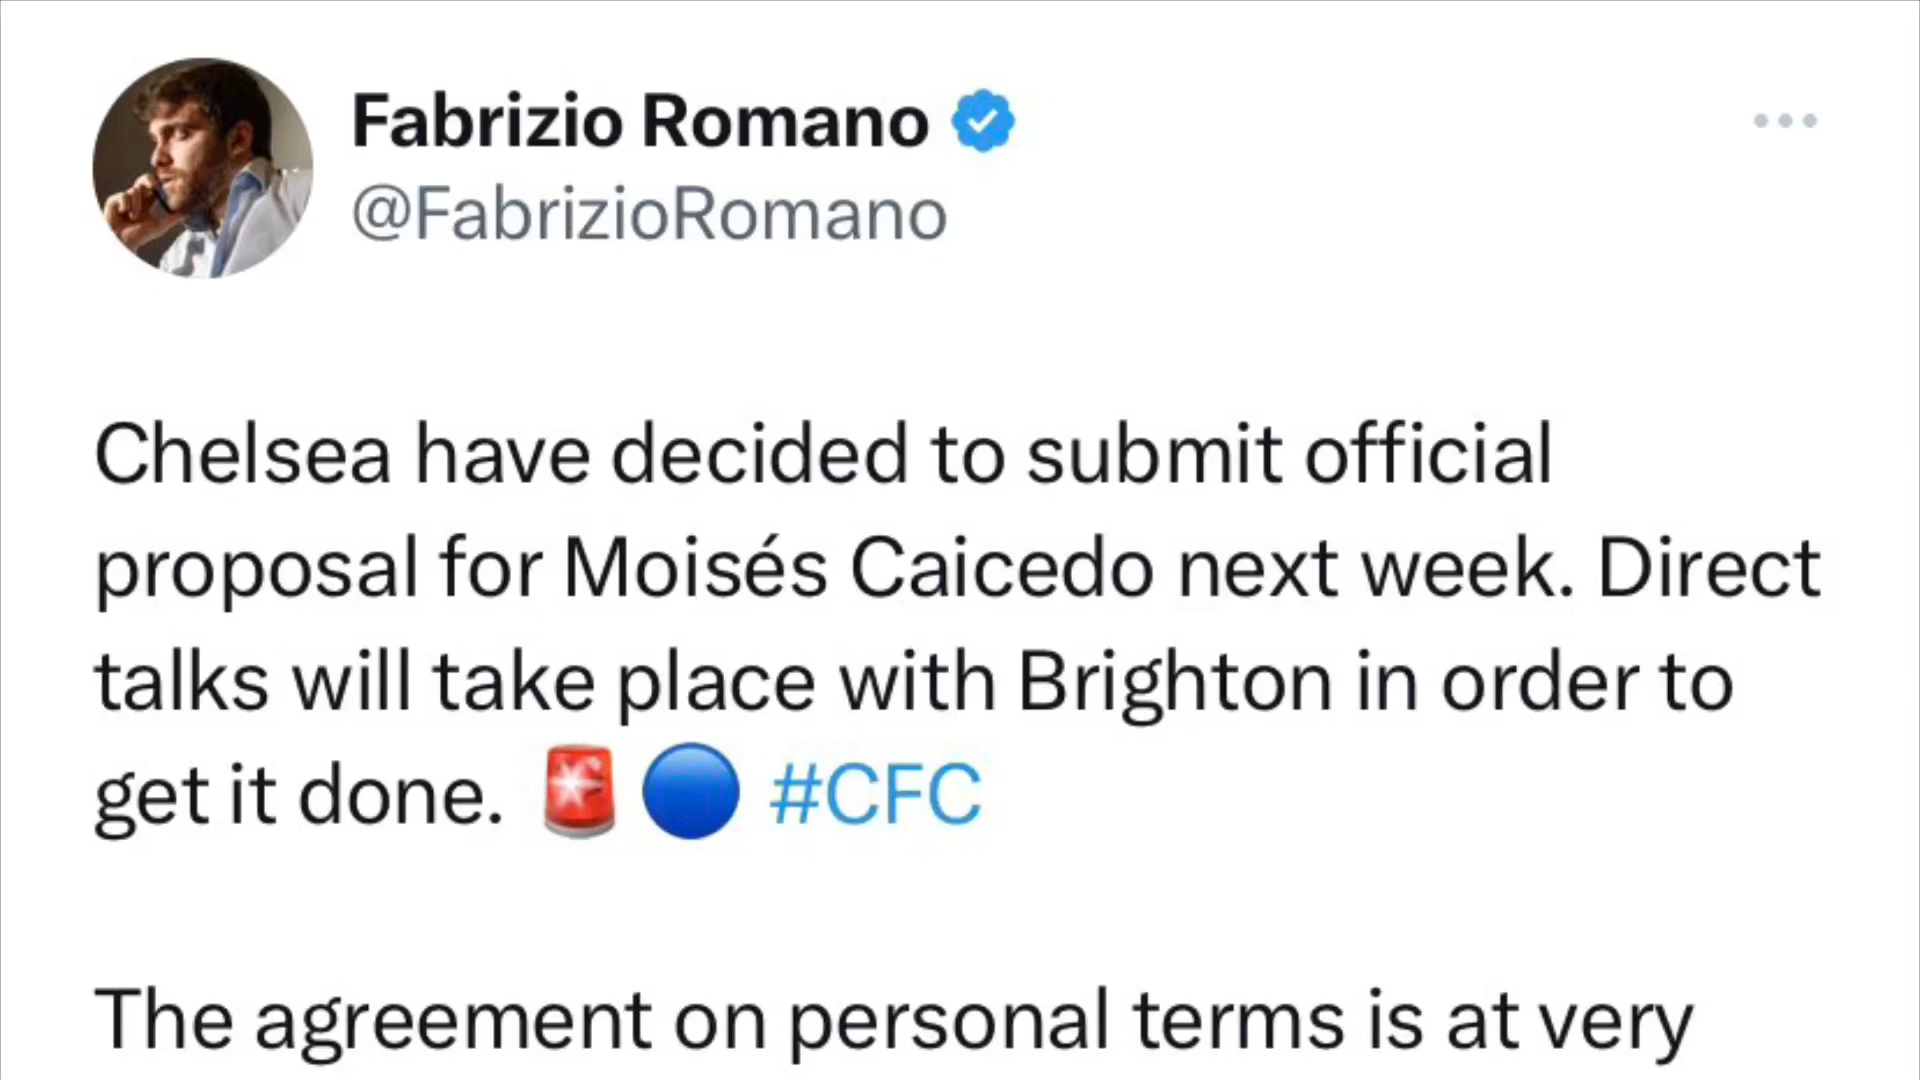 Fabrizio Romano
@FabrizioRomano
Chelsea have decided to submit official
proposal for Moisés Caicedo next week. Direct
talks will take place with Brighton in order to
get it done. 🚨🔵 #CFC
The agreement on personal terms is at very